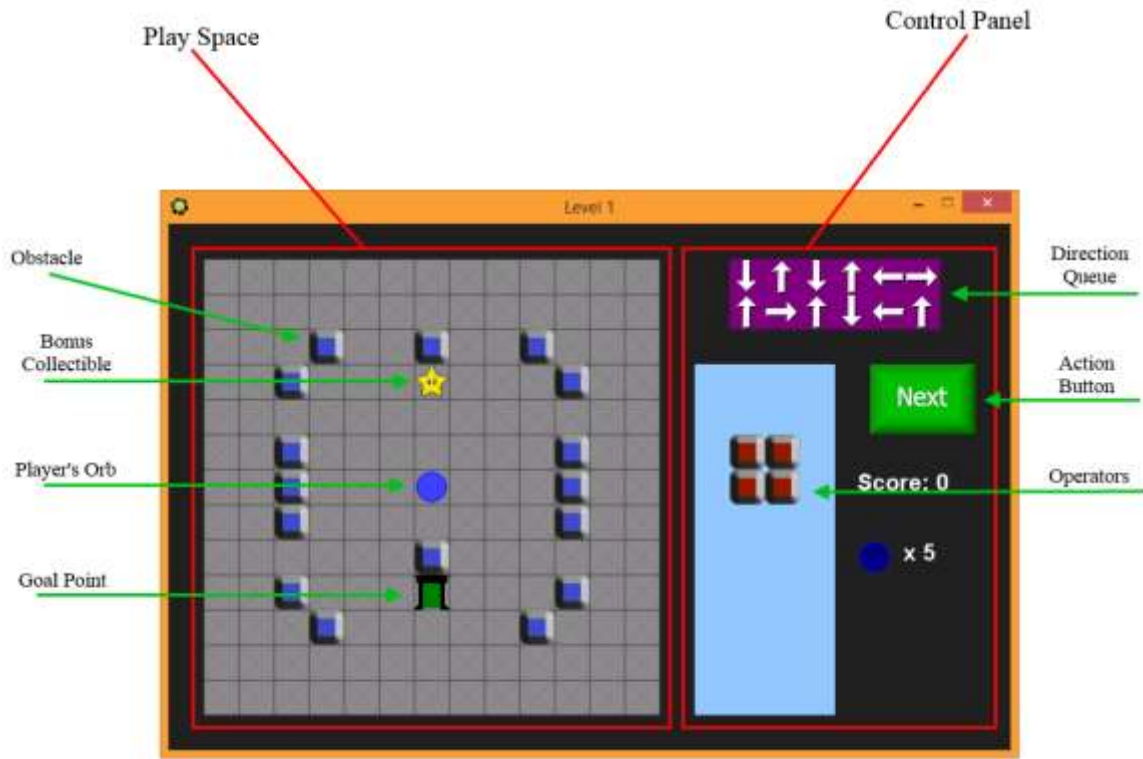 Play Space
Control Panel
Level 1
Obstacle
Direction
Queue
Bonus
Collectible
Action
Button
Next
Player's Orb
Score: 0
Operators
x 5
Goal Point